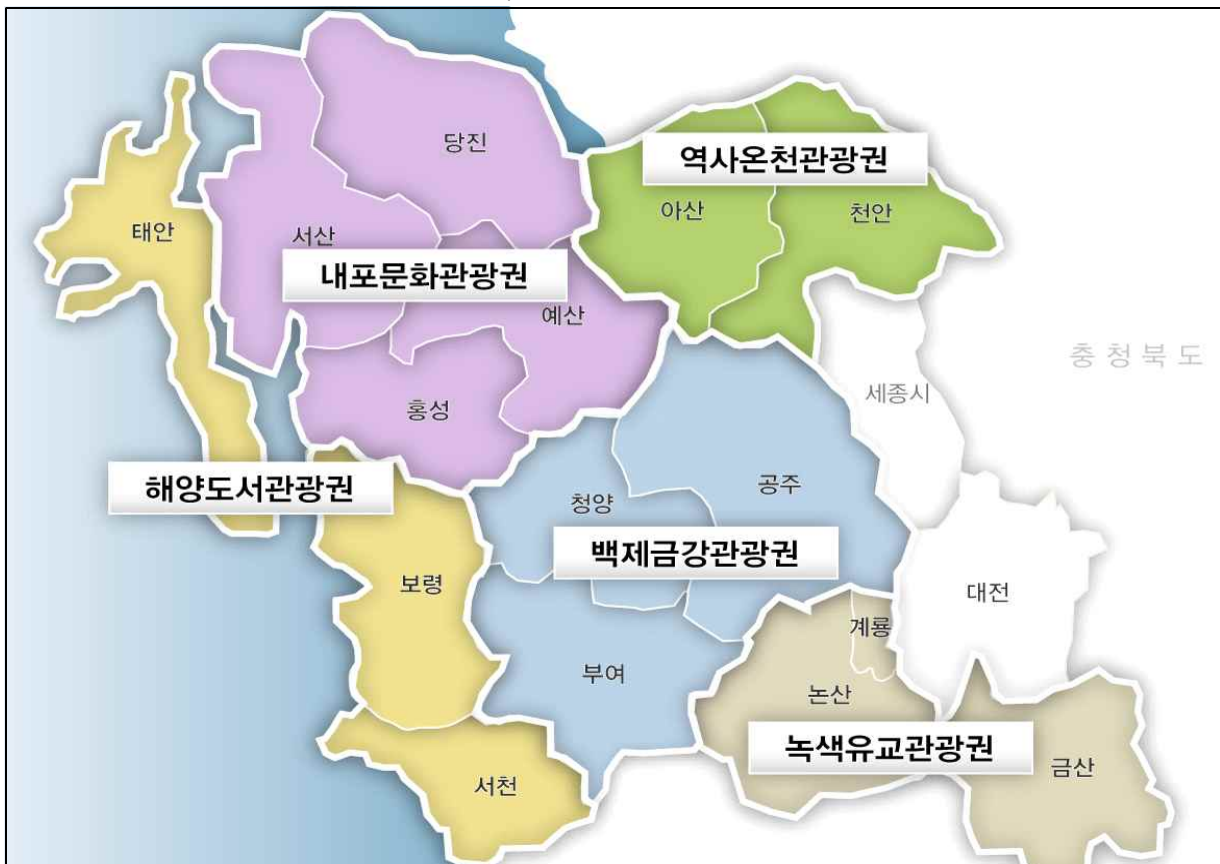 당진
역사온천관광권
아산
천안
태안
서산
내포문화관광권
예산
충청북도
세종시
홍성
해양도서관광권
공주
청양
백제금강관광권
보령
대전
계룡
부여
논산
녹색유교관광권
금산
서천